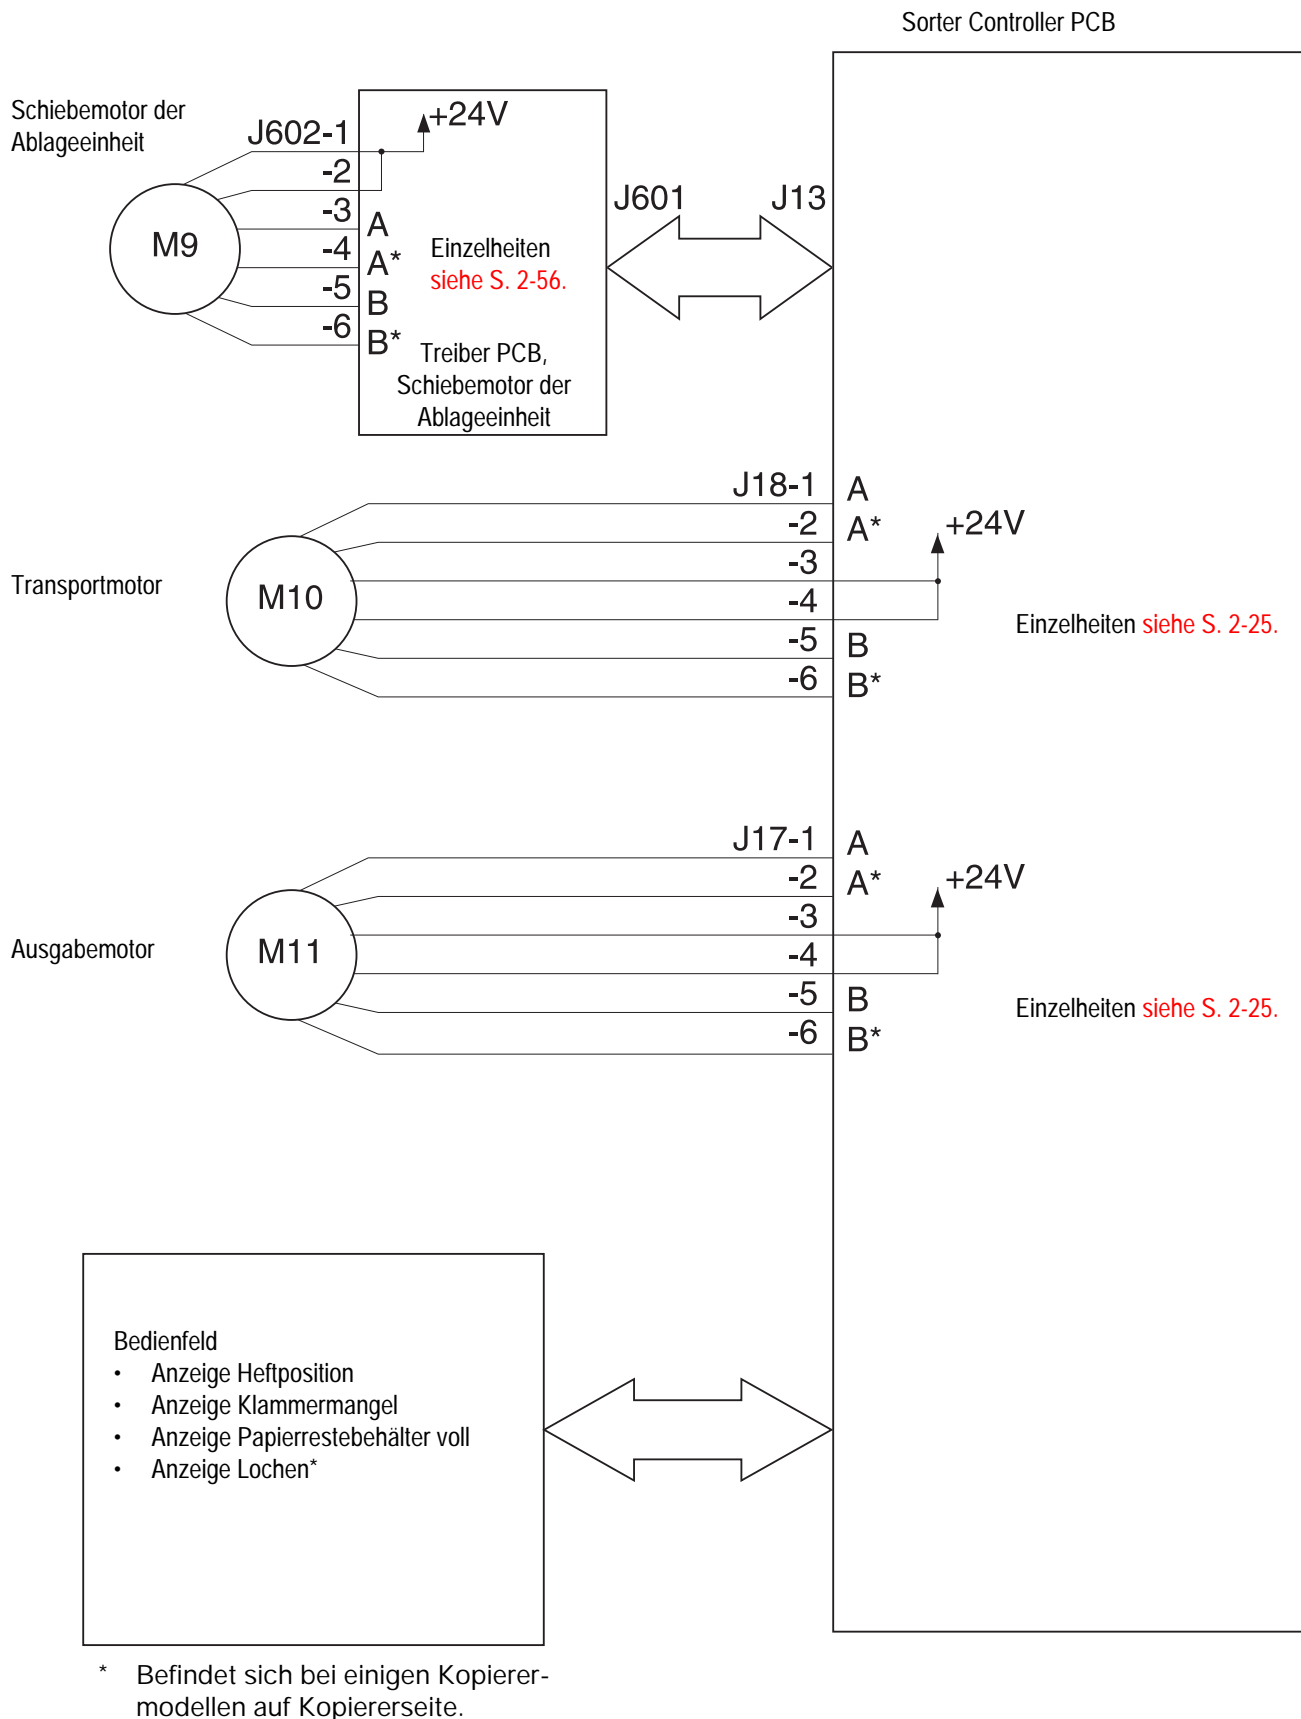 Sorter Controller PCB
Schiebemotor der
Ablageeinheit
M9
J602-1
-2
-3
-4
-5
-6
+24V
A
A*
B
B*
Einzelheiten
siehe S. 2-56.
Treiber PCB,
Schiebemotor der
Ablageeinheit
J601
J13
Transportmotor
M10
J18-1
-2
-3
-4
-5
-6
A
A*
B
B*
+24V
Einzelheiten siehe S. 2-25.
Ausgabemotor
M11
J17-1
-2
-3
-4
-5
-6
A
A*
B
B*
+24V
Einzelheiten siehe S. 2-25.
Bedienfeld
• Anzeige Heftposition
• Anzeige Klammermangel
• Anzeige Papierrestebehälter voll
• Anzeige Lochen*
* Befindet sich bei einigen Kopierer-
modellen auf Kopiererseite.